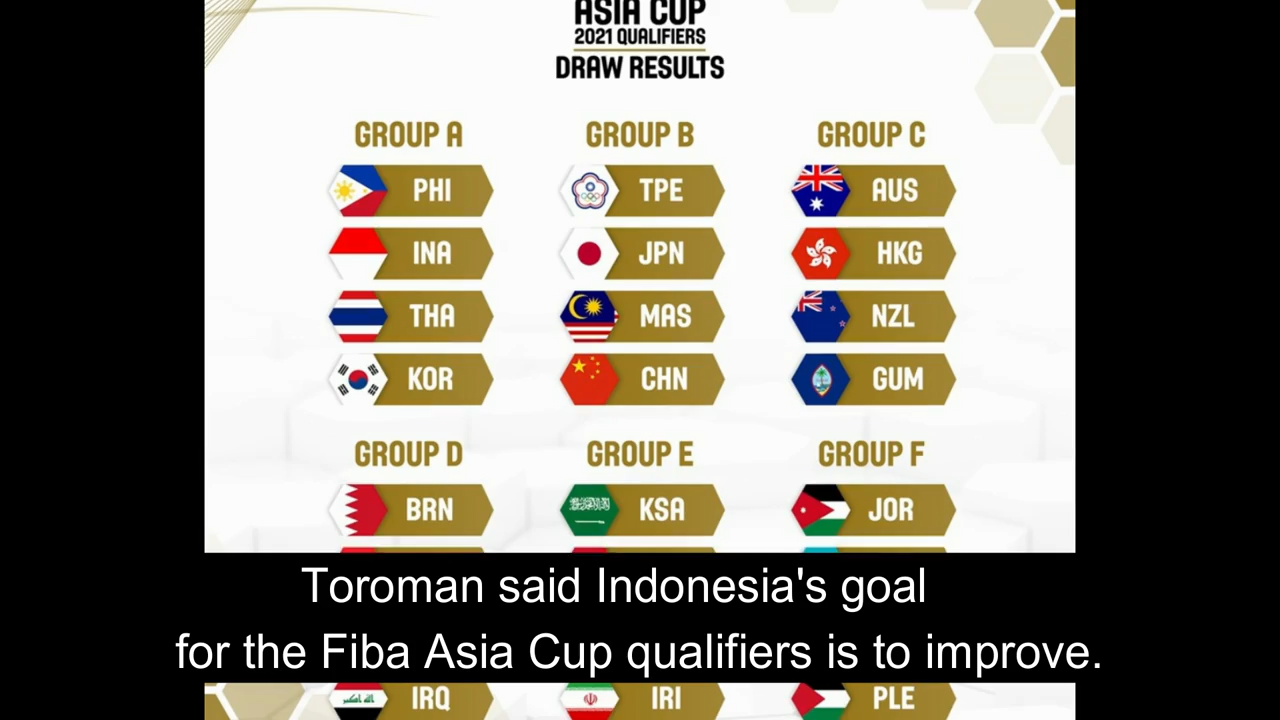 ASIA CUP
2021 QUALIFIERS
DRAW RESULTS
GROUP A GROUP B GROUP C
PHI TPE AUS
INA JPN HKG
THA MAS NZL
KOR CHN GUM
GROUP D GROUP E GROUP F
BRN KSA JOR
Toroman said Indonesia's goal
for the Fiba Asia Cup qualifiers is to improve.
IRQ IRI PLE